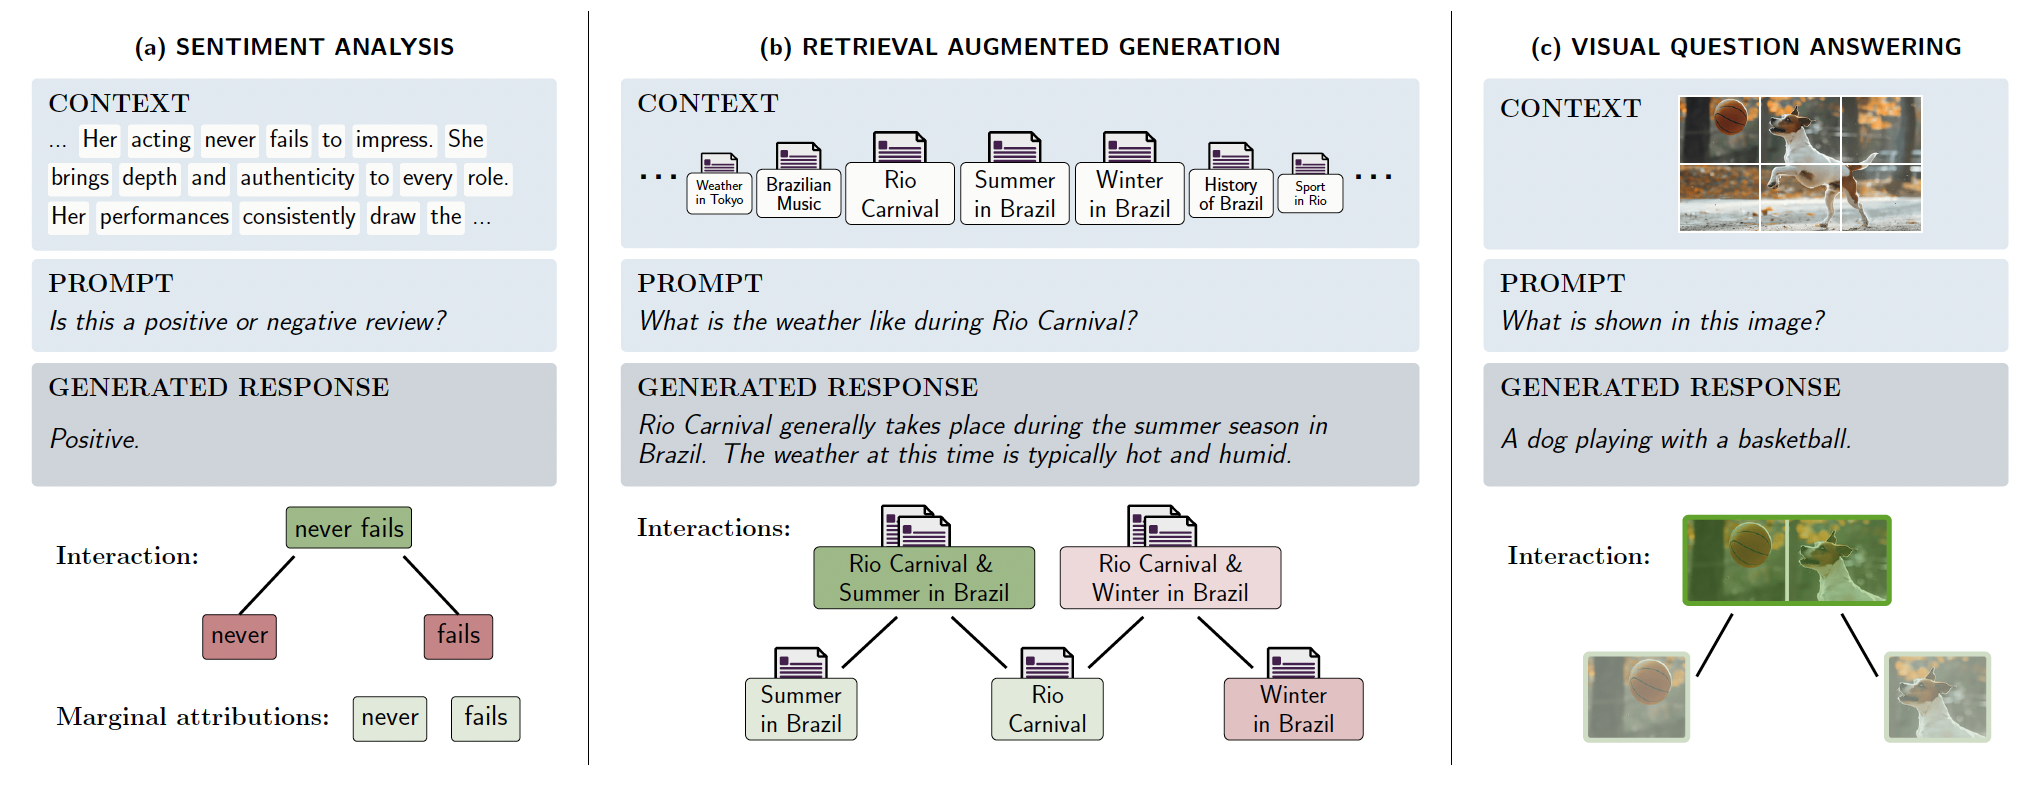 (a) SENTIMENT ANALYSIS
CONTEXT
... Her acting never fails to impress. She
brings depth and authenticity to every role.
Her performances consistently draw the ...
PROMPT
Is this a positive or negative review?
GENERATED RESPONSE
Positive.
Interaction:
never fails
never
fails
Marginal attributions:
never
fails
(b) RETRIEVAL AUGMENTED GENERATION
CONTEXT
...
Weather
in Tokyo
Brazilian
Music
Rio
Carnival
Summer
in Brazil
Winter
in Brazil
History
of Brazil
Sport
in Rio
...
PROMPT
What is the weather like during Rio Carnival?
GENERATED RESPONSE
Rio Carnival generally takes place during the summer season in
Brazil. The weather at this time is typically hot and humid.
Interactions:
Rio Carnival &
Summer in Brazil
Rio Carnival &
Winter in Brazil
Summer
in Brazil
Rio
Carnival
Winter
in Brazil
(c) VISUAL QUESTION ANSWERING
CONTEXT
PROMPT
What is shown in this image?
GENERATED RESPONSE
A dog playing with a basketball.
Interaction: